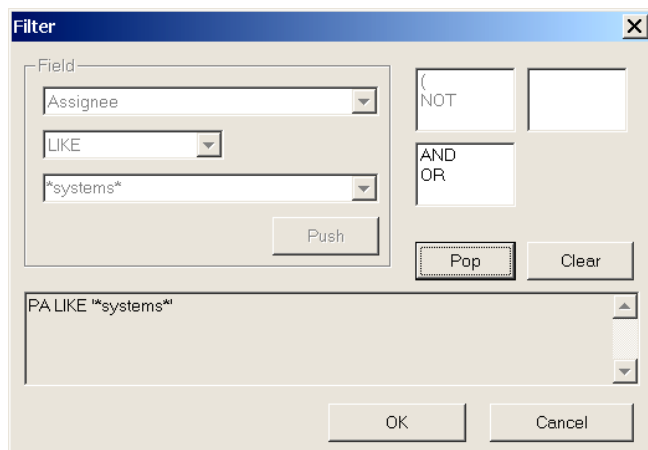 Filter
Field
Assignee
LIKE
*systems*
Push
(
NOT
AND
OR
Pop
Clear
PA LIKE '*systems*'
OK
Cancel